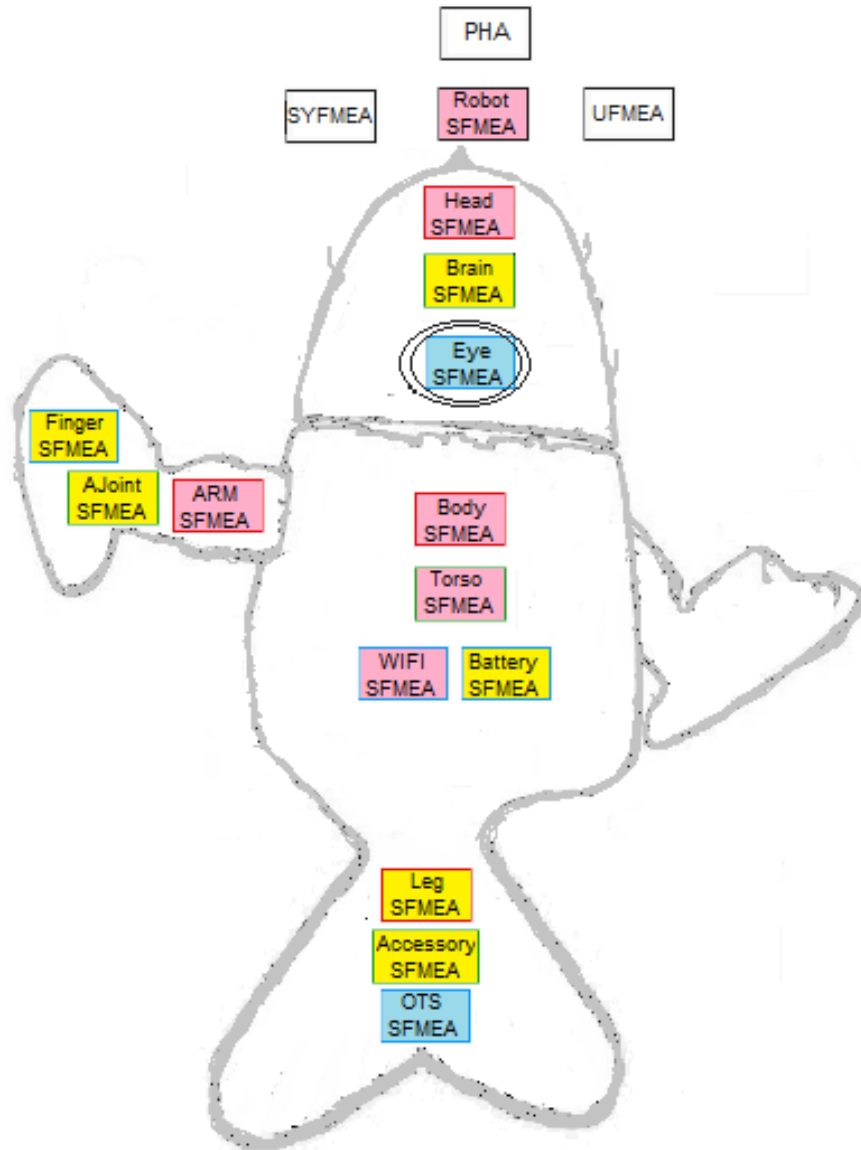 PHA
SYFMEA
Robot
SFMEA
UFMEA
Head
SFMEA
Brain
SFMEA
Eye
SFMEA
Finger
SFMEA
AJoint
SFMEA
ARM
SFMEA
Body
SFMEA
Torso
SFMEA
WIFI
SFMEA
Battery
SFMEA
Leg
SFMEA
Accessory
SFMEA
OTS
SFMEA